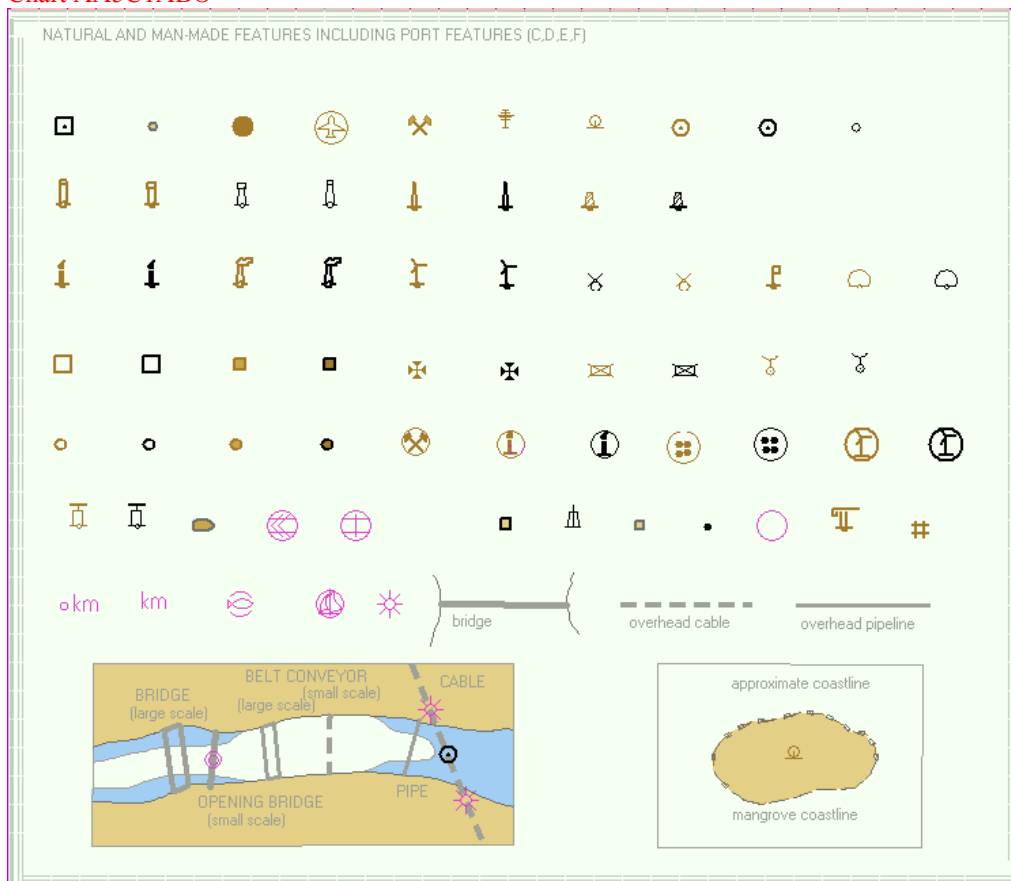 NATURAL AND MAN-MADE FEATURES INCLUDING PORT FEATURES (C,D,E,F)
km
km
bridge
overhead cable
overhead pipeline
BELT CONVEYOR
(small scale)
CABLE
BRIDGE
(large scale)
(large scale)
PIPE
OPENING BRIDGE
(small scale)
approximate coastline
mangrove coastline